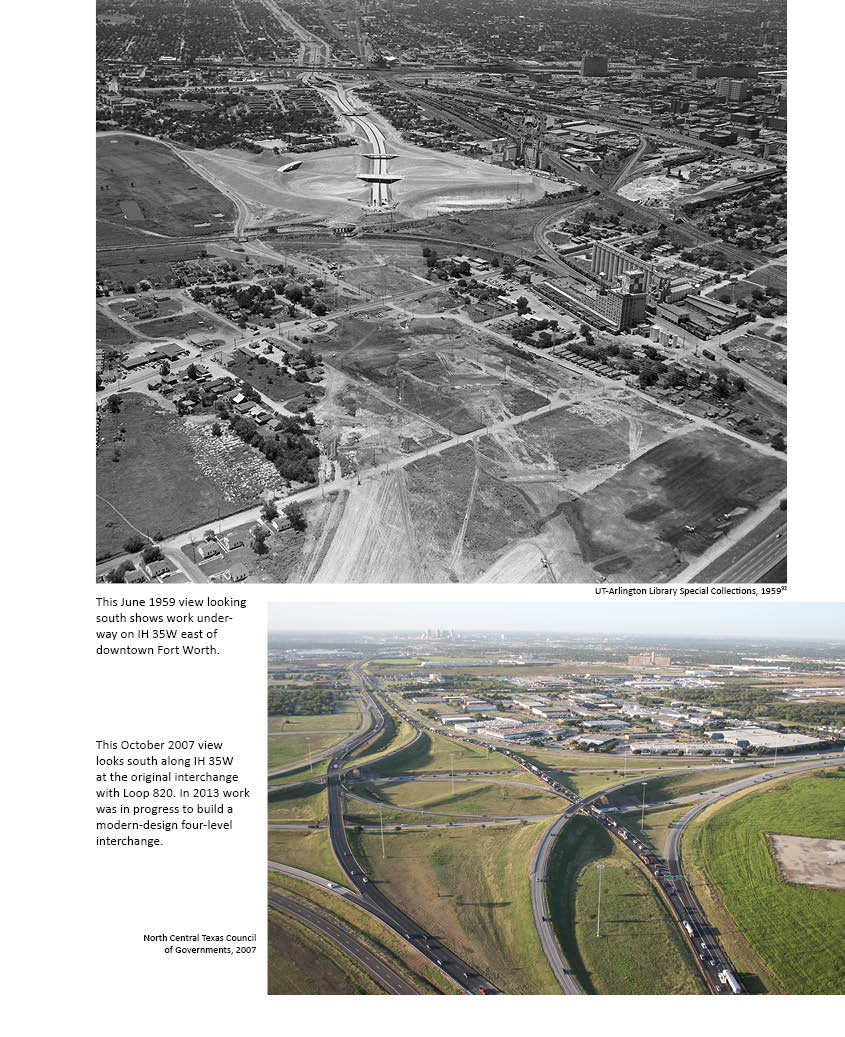 UT-Arlington Library Special Collections, 1959⁹²
This June 1959 view looking
south shows work under-
way on IH 35W east of
downtown Fort Worth.
This October 2007 view
looks south along IH 35W
at the original interchange
with Loop 820. In 2013 work
was in progress to build a
modern-design four-level
interchange.
North Central Texas Council
of Governments, 2007